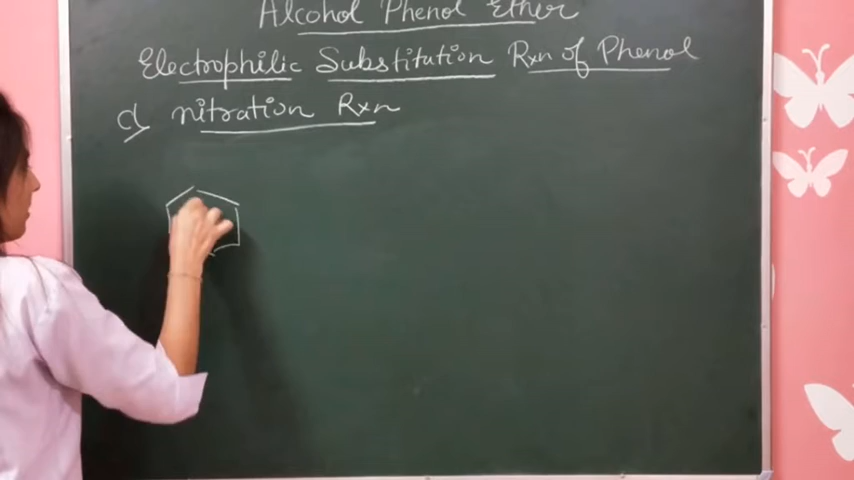 Alcohol Phenol Ether
Electrophilic Substitution Rxn of Phenol
c) nitration Rxn